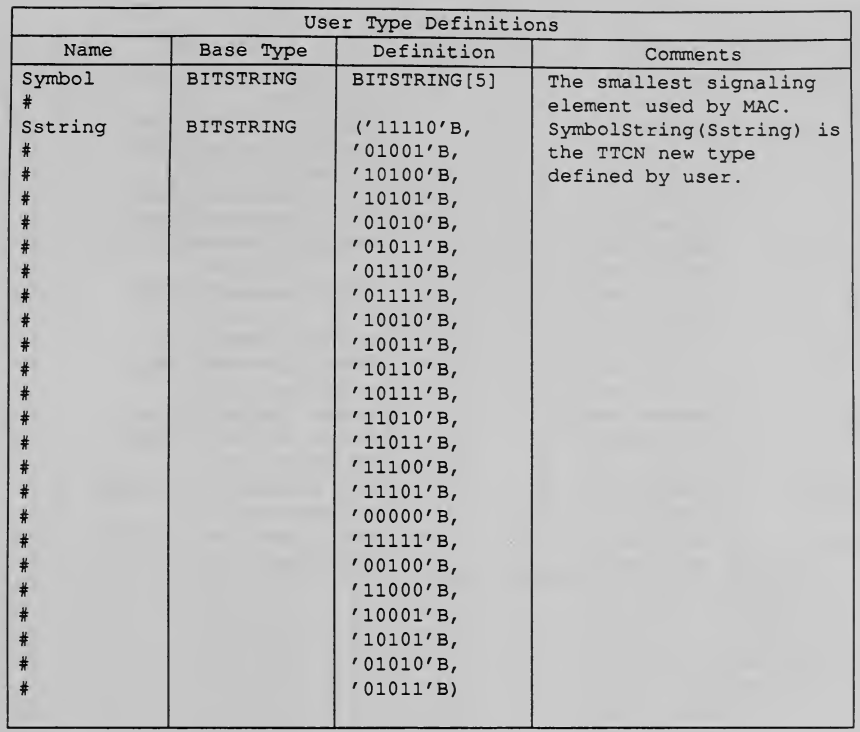 User Type Definitions
Name Base Type Definition Comments
Symbol BITSTRING BITSTRING[5] The smallest signaling
# element used by MAC.
Sstring BITSTRING ('11110'B, SymbolString(Sstring) is
# '01001'B, the TTCN new type
# '10100'B, defined by user.
# '10101'B,
# '01010'B,
# '01011'B,
# '01110'B,
# '01111'B,
# '10010'B,
# '10011'B,
# '10110'B,
# '10111'B,
# '11010'B,
# '11011'B,
# '11100'B,
# '11101'B,
# '00000'B,
# '11111'B,
# '00100'B,
# '11000'B,
# '10001'B,
# '10101'B,
# '01010'B,
# '01011'B)